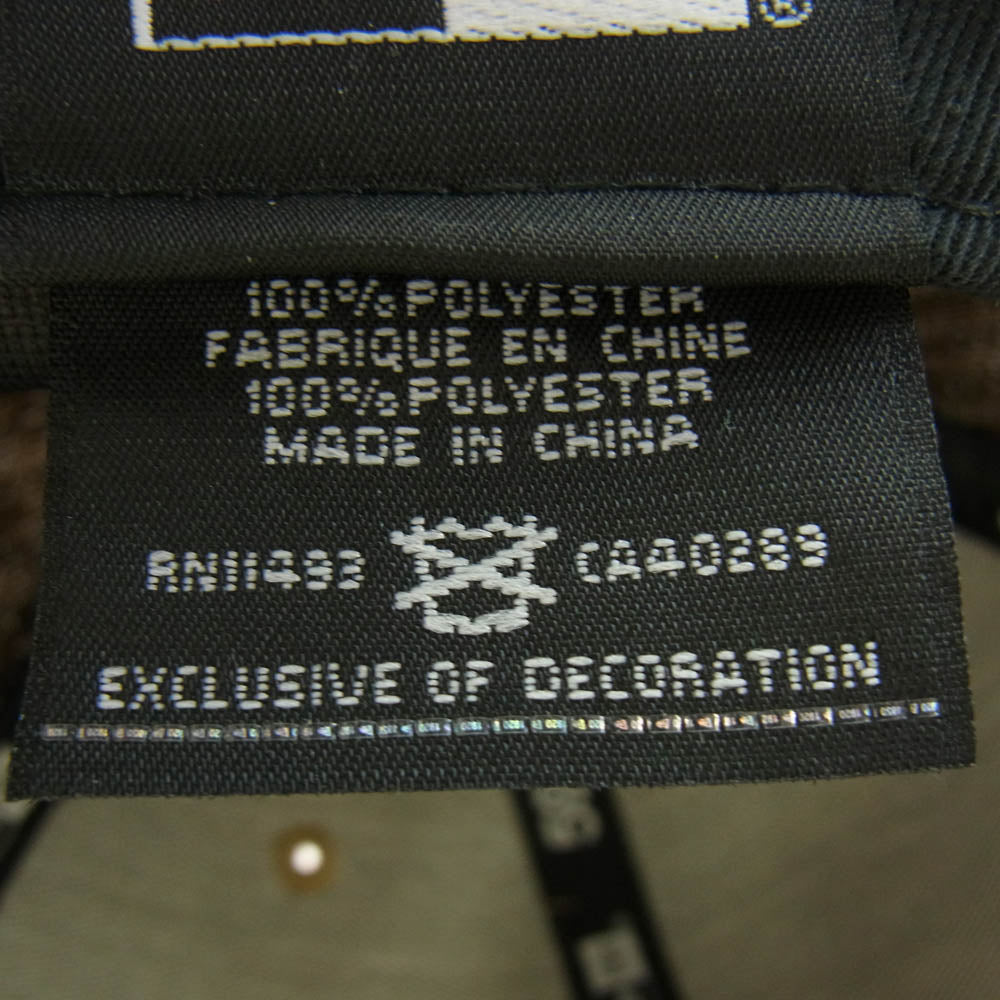 ®
100%POLYESTER
FABRIQUE EN CHINE
100%POLYESTER
MADE IN CHINA
RN11493 CA40289
EXCLUSIVE OF DECORATION